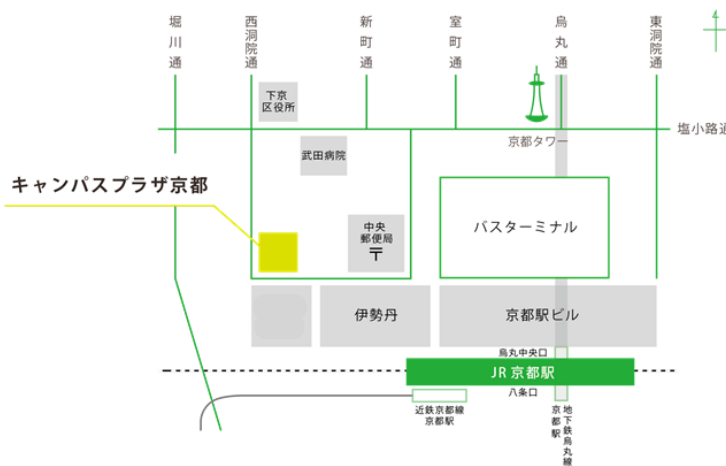 堀川通
西洞院通
新町通
室町通
烏丸通
東洞院通
下京
区役所
塩小路通
京都タワー
武田病院
キャンパスプラザ京都
中央
郵便局
〒
バスターミナル
伊勢丹
京都駅ビル
烏丸中央口
JR 京都駅
八条口
近鉄京都線
京都駅
地下鉄烏丸線
京都駅